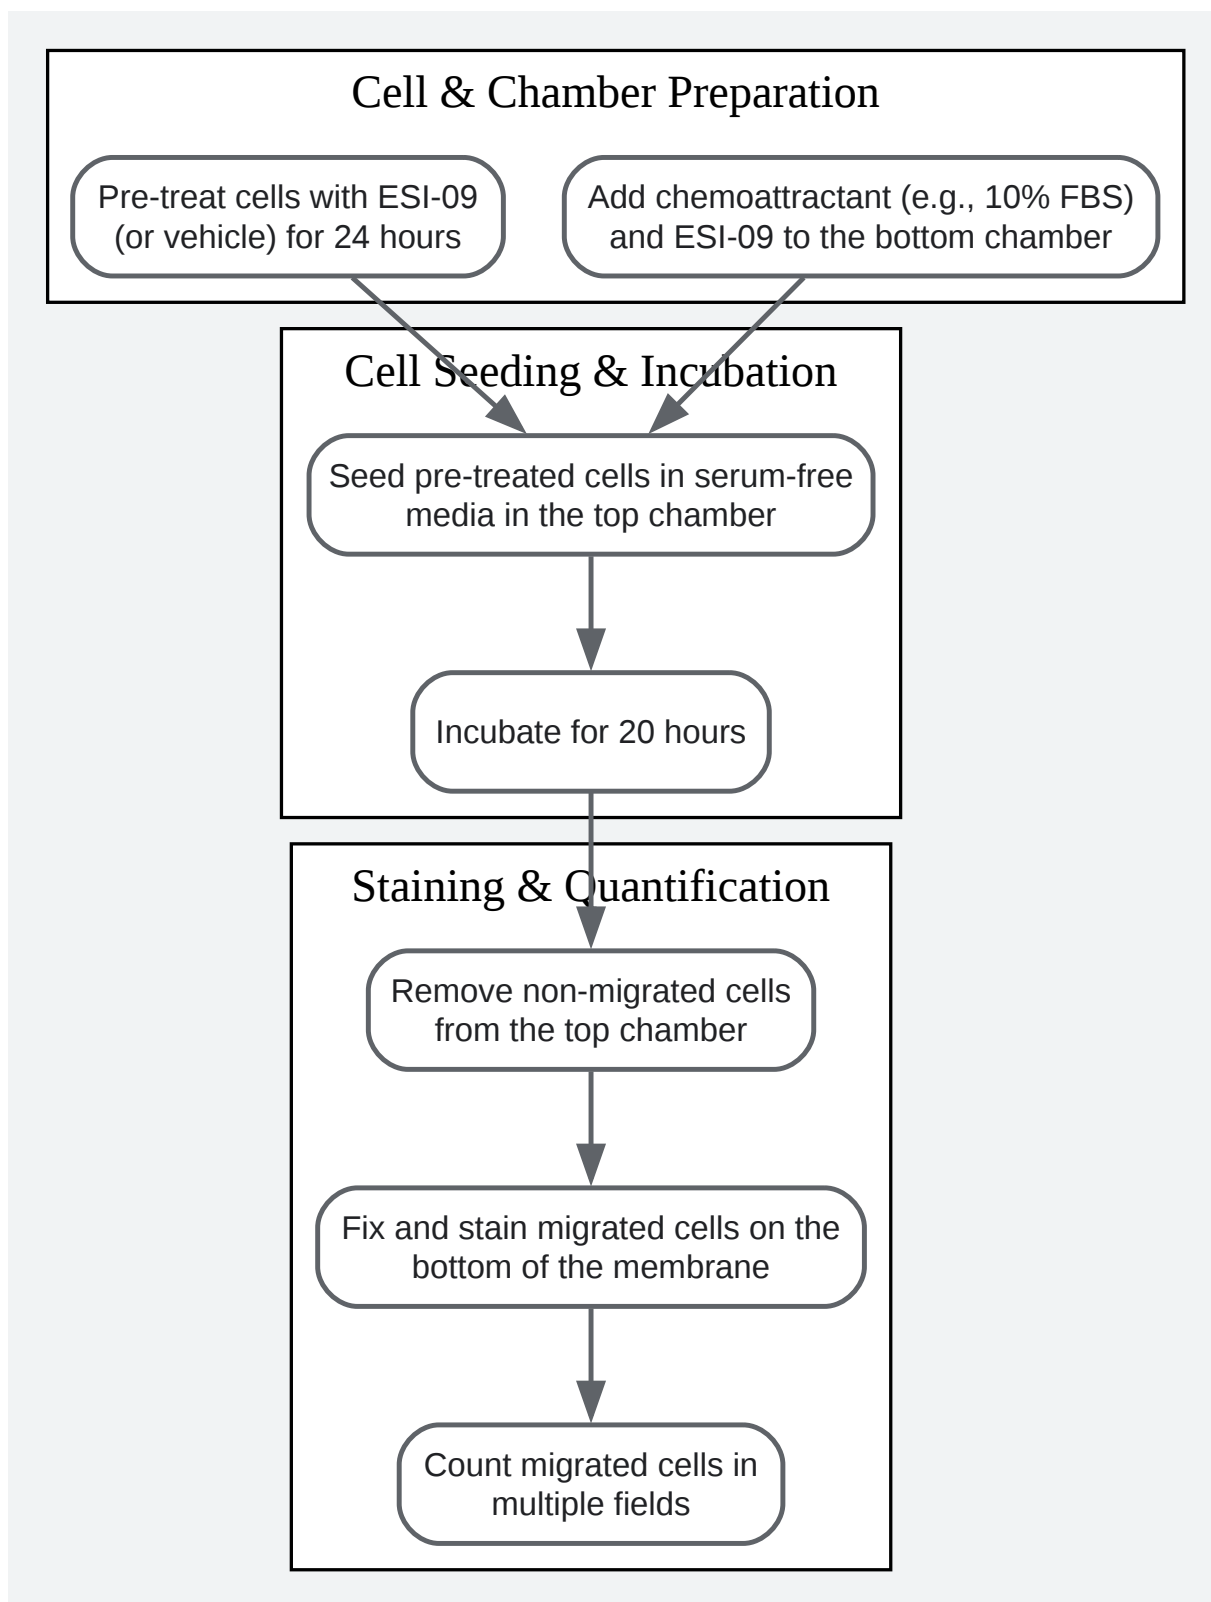 Cell & Chamber Preparation
Pre-treat cells with ESI-09
(or vehicle) for 24 hours
Add chemoattractant (e.g., 10% FBS)
and ESI-09 to the bottom chamber
Cell Seeding & Incubation
Seed pre-treated cells in serum-free
media in the top chamber
Incubate for 20 hours
Staining & Quantification
Remove non-migrated cells
from the top chamber
Fix and stain migrated cells on the
bottom of the membrane
Count migrated cells in
multiple fields